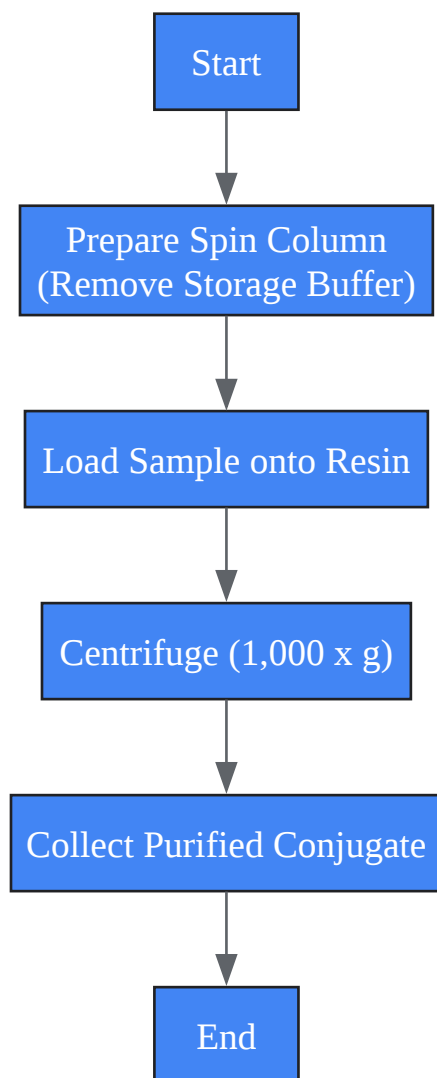 Start
Prepare Spin Column
(Remove Storage Buffer)
Load Sample onto Resin
Centrifuge (1,000 x g)
Collect Purified Conjugate
End